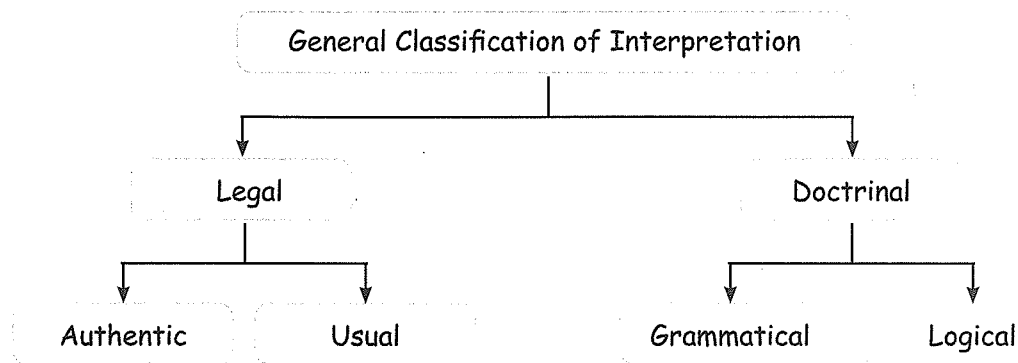 General Classification of Interpretation
Legal Doctrinal
Authentic Usual Grammatical Logical